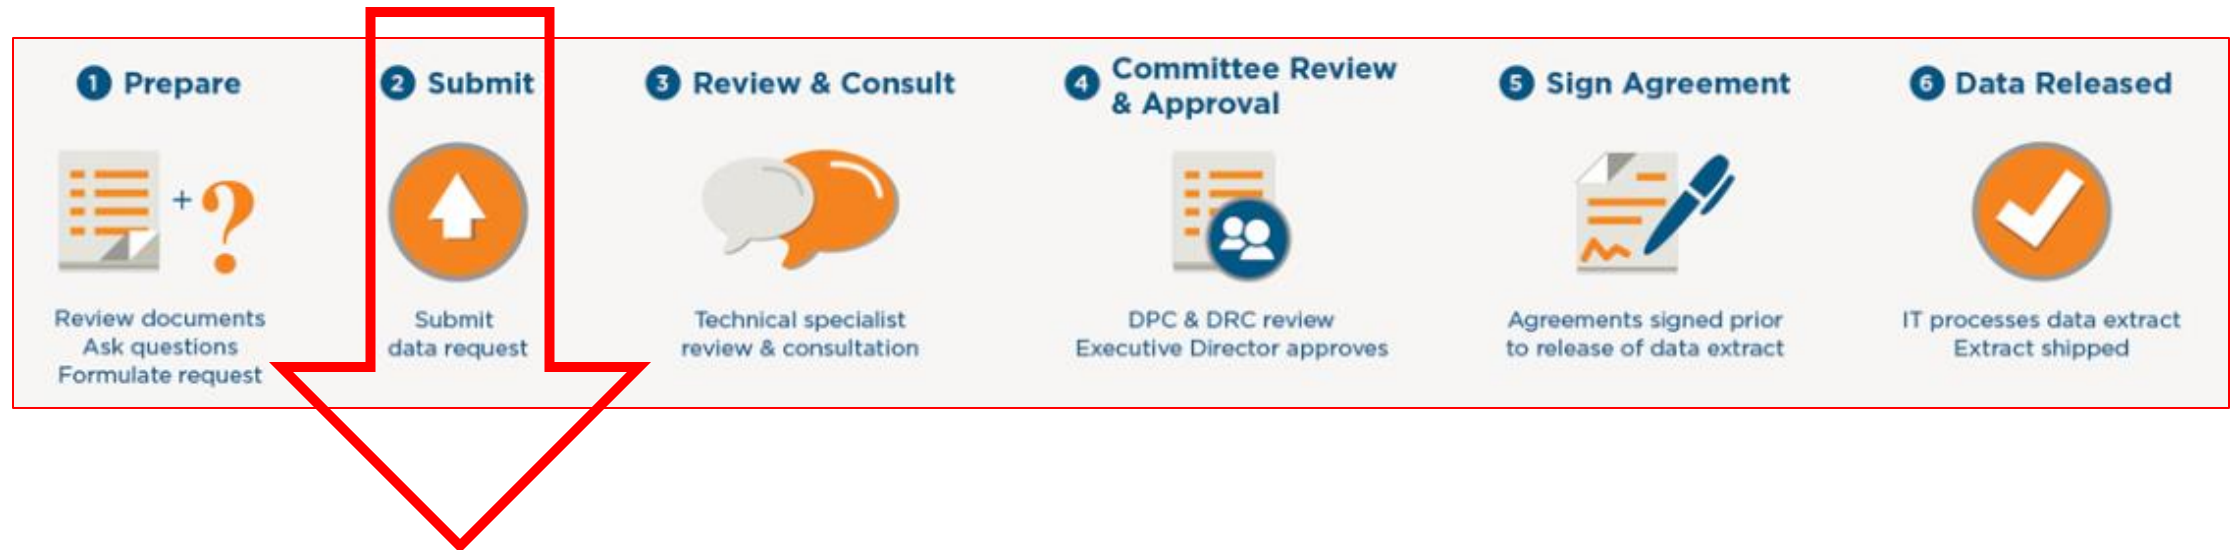 1 Prepare
Review documents
Ask questions
Formulate request
2 Submit
Submit
data request
3 Review & Consult
Technical specialist
review & consultation
4 Committee Review
& Approval
DPC & DRC review
Executive Director approves
5 Sign Agreement
Agreements signed prior
to release of data extract
6 Data Released
IT processes data extract
Extract shipped